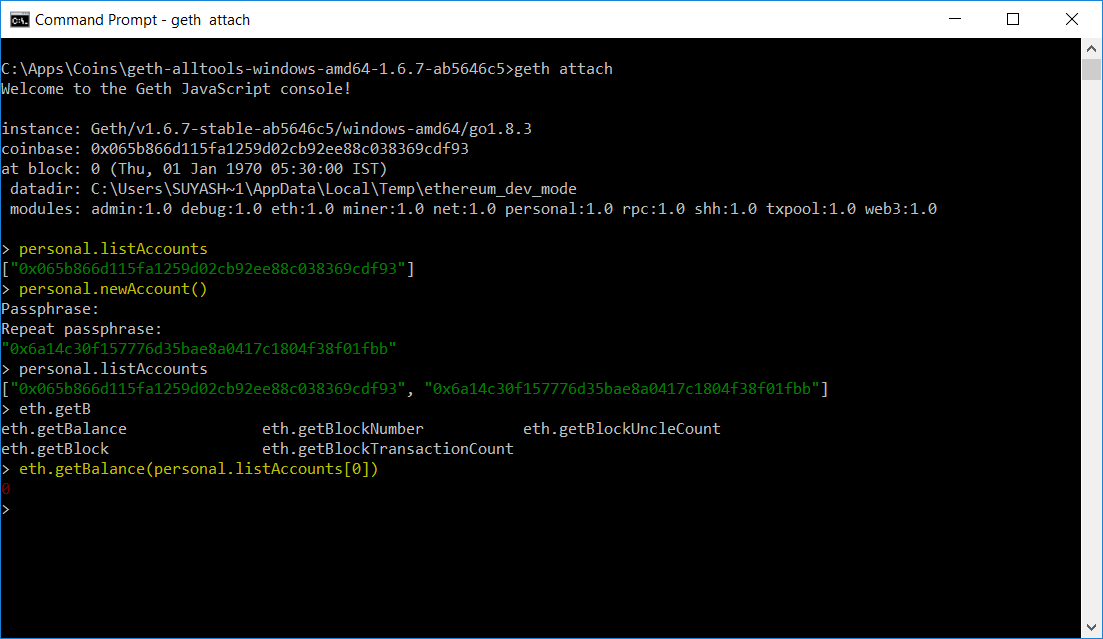 Command Prompt - geth  attach
C:\Apps\Coins\geth-alltools-windows-amd64-1.6.7-ab5646c5>geth attach
Welcome to the Geth JavaScript console!
instance: Geth/v1.6.7-stable-ab5646c5/windows-amd64/go1.8.3
coinbase: 0x065b866d115fa1259d02cb92ee88c038369cdf93
at block: 0 (Thu, 01 Jan 1970 05:30:00 IST)
 datadir: C:\Users\SUYASH~1\AppData\Local\Temp\ethereum_dev_mode
 modules: admin:1.0 debug:1.0 eth:1.0 miner:1.0 net:1.0 personal:1.0 rpc:1.0 shh:1.0 txpool:1.0 web3:1.0
> personal.listAccounts
["0x065b866d115fa1259d02cb92ee88c038369cdf93"]
> personal.newAccount()
Passphrase:
Repeat passphrase:
"0x6a14c30f157776d35bae8a0417c1804f38f01fbb"
> personal.listAccounts
["0x065b866d115fa1259d02cb92ee88c038369cdf93", "0x6a14c30f157776d35bae8a0417c1804f38f01fbb"]
> eth.getB
eth.getBalance               eth.getBlockNumber           eth.getBlockUncleCount
eth.getBlock                 eth.getBlockTransactionCount
> eth.getBalance(personal.listAccounts[0])
0
>